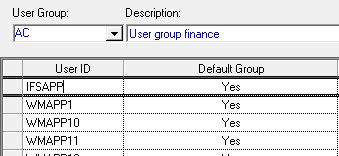 User Group: Description:
AC User group finance
User ID Default Group
IFSAPP Yes
WMAPP1 Yes
WMAPP10 Yes
WMAPP11 Yes